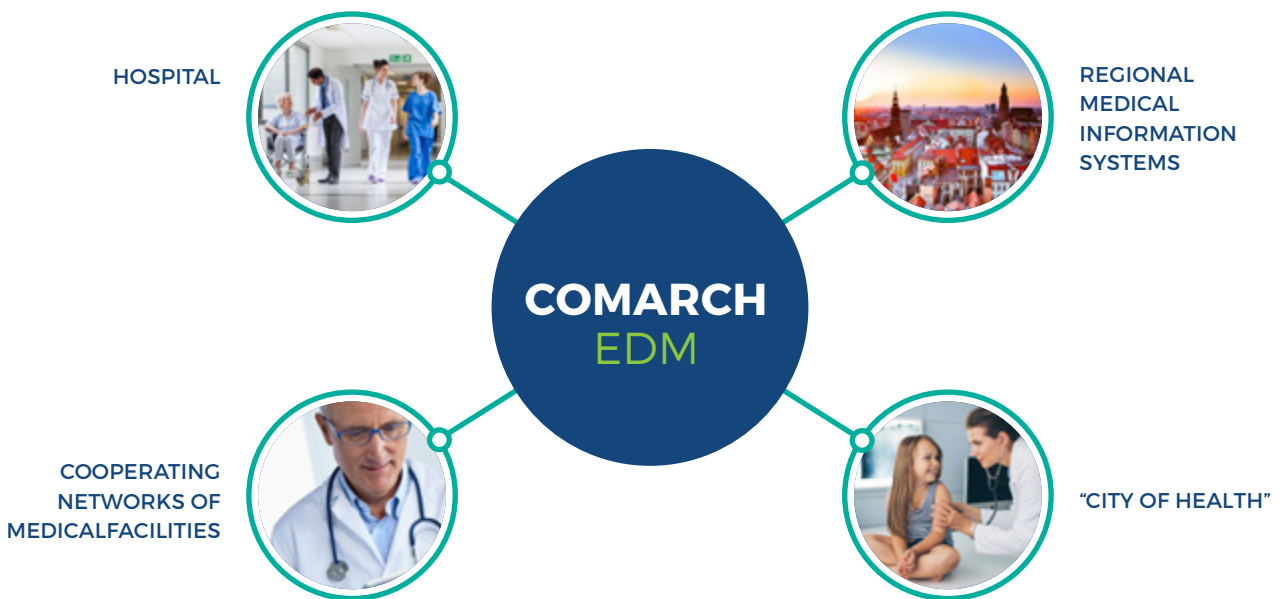 HOSPITAL
REGIONAL
MEDICAL
INFORMATION
SYSTEMS
COMARCH
EDM
COOPERATING
NETWORKS OF
MEDICALFACILITIES
“CITY OF HEALTH”